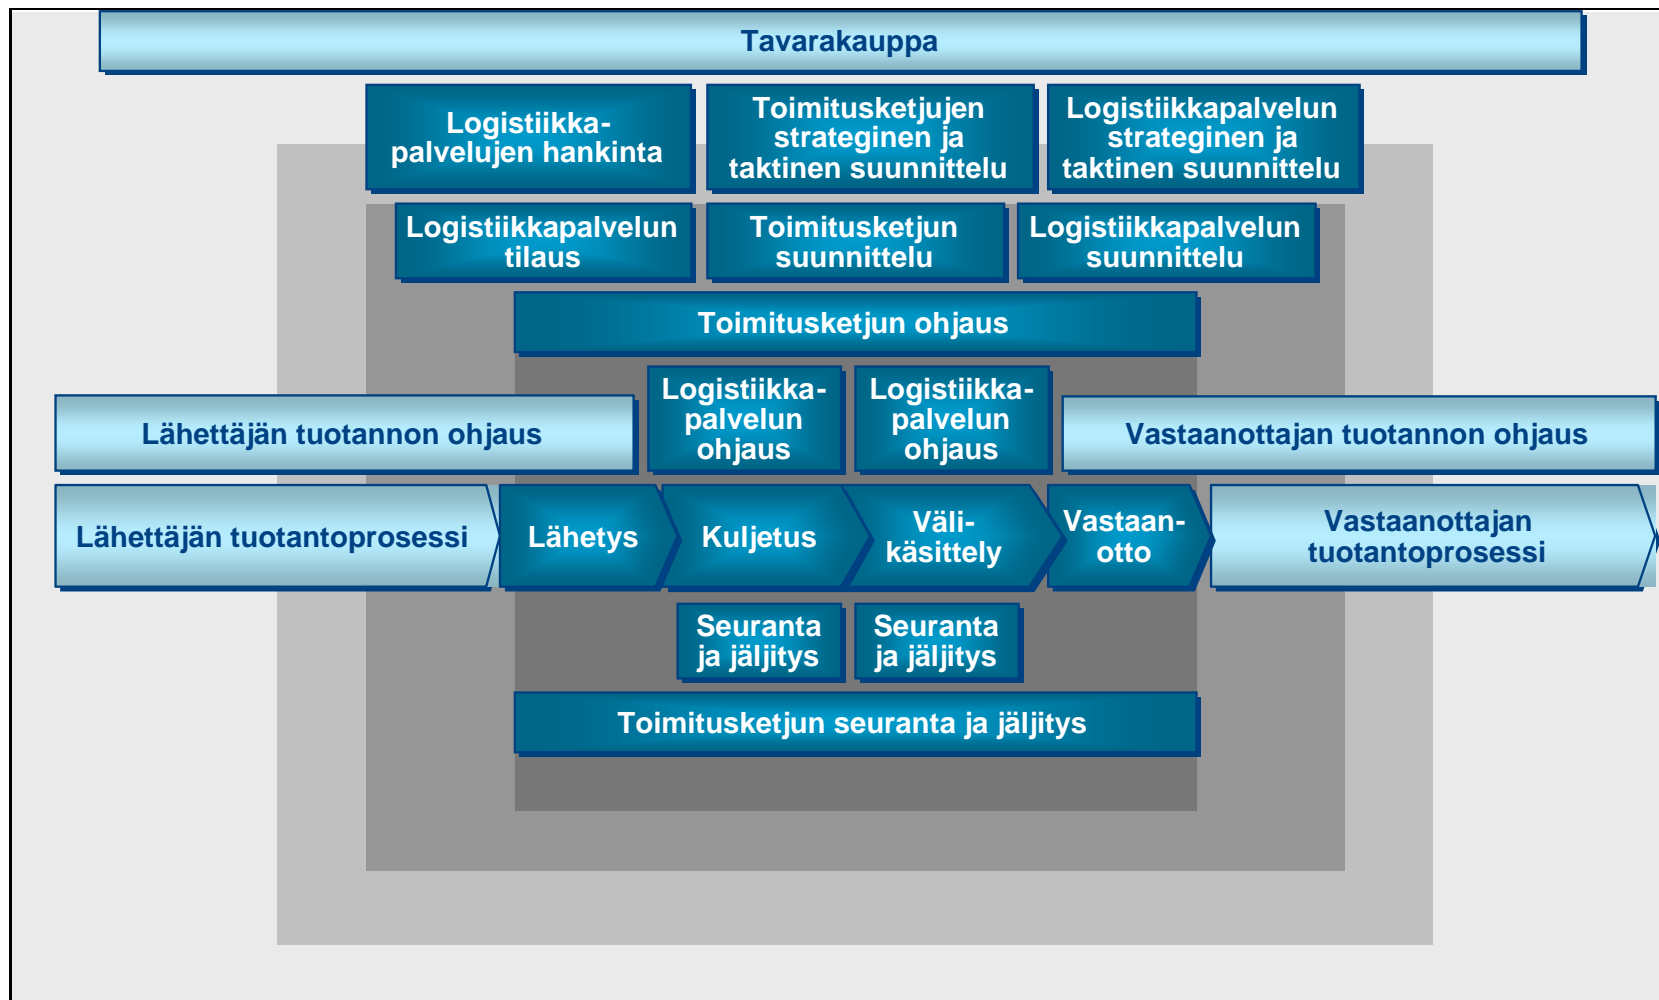 Tavarakauppa
Logistiikka-
palvelujen hankinta
Toimitusketjujen
strateginen ja
taktinen suunnittelu
Logistiikkapalvelun
strateginen ja
taktinen suunnittelu
Logistiikkapalvelun
tilaus
Toimitusketjun
suunnittelu
Logistiikkapalvelun
suunnittelu
Toimitusketjun ohjaus
Lähettäjän tuotannon ohjaus
Logistiikka-
palvelun
ohjaus
Logistiikka-
palvelun
ohjaus
Vastaanottajan tuotannon ohjaus
Lähettäjän tuotantoprosessi
Lähetys
Kuljetus
Väli-
käsittely
Vastaan-
otto
Vastaanottajan
tuotantoprosessi
Seuranta
ja jäljitys
Seuranta
ja jäljitys
Toimitusketjun seuranta ja jäljitys